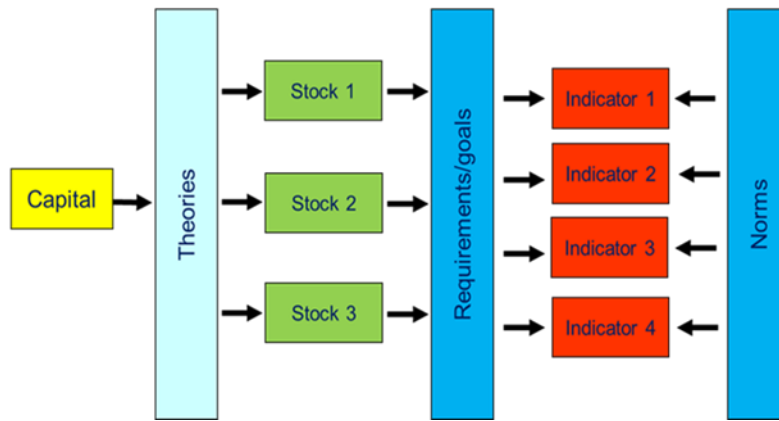 Capital
Theories
Stock 1
Stock 2
Stock 3
Requirements/goals
Indicator 1
Indicator 2
Indicator 3
Indicator 4
Norms